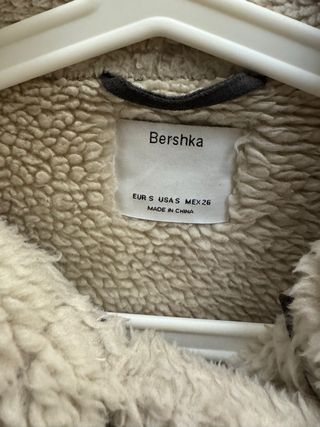 Bershka
EUR S USA S MEX 26
MADE IN CHINA